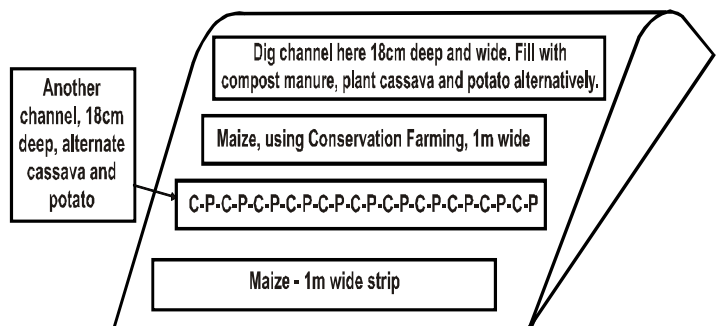 Dig channel here 18cm deep and wide. Fill with
compost manure, plant cassava and potato alternatively.
Another
channel, 18cm
deep, alternate
cassava and
potato
Maize, using Conservation Farming, 1m wide
C-P-C-P-C-P-C-P-C-P-C-P-C-P-C-P-C-P-C-P-C-P
Maize - 1m wide strip